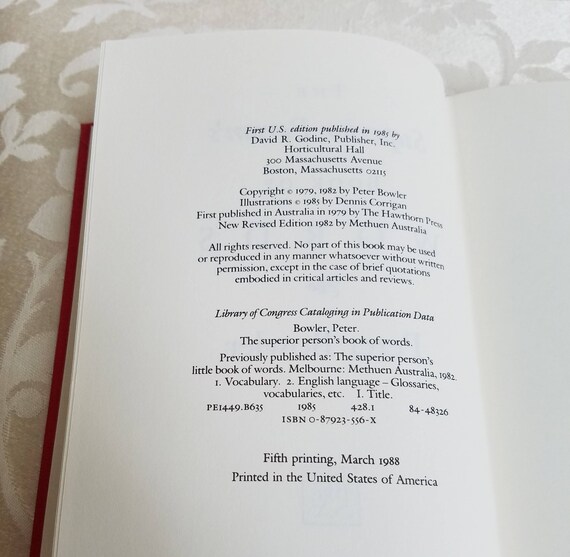 First U.S. edition published in 1985 by
David R. Godine, Publisher, Inc.
Horticultural Hall
300 Massachusetts Avenue
Boston, Massachusetts 02115
Copyright © 1979, 1982 by Peter Bowler
Illustrations © 1985 by Dennis Corrigan
First published in Australia in 1979 by The Hawthorn Press
New Revised Edition 1982 by Methuen Australia
All rights reserved. No part of this book may be used
or reproduced in any manner whatsoever without written
permission, except in the case of brief quotations
embodied in critical articles and reviews.
Library of Congress Cataloging in Publication Data
Bowler, Peter.
The superior person's book of words.
Previously published as: The superior person's
little book of words. Melbourne: Methuen Australia, 1982.
1. Vocabulary. 2. English language – Glossaries,
vocabularies, etc. I. Title.
PE1449.B635 1985 428.1 84-48326
ISBN 0-87923-556-X
Fifth printing, March 1988
Printed in the United States of America